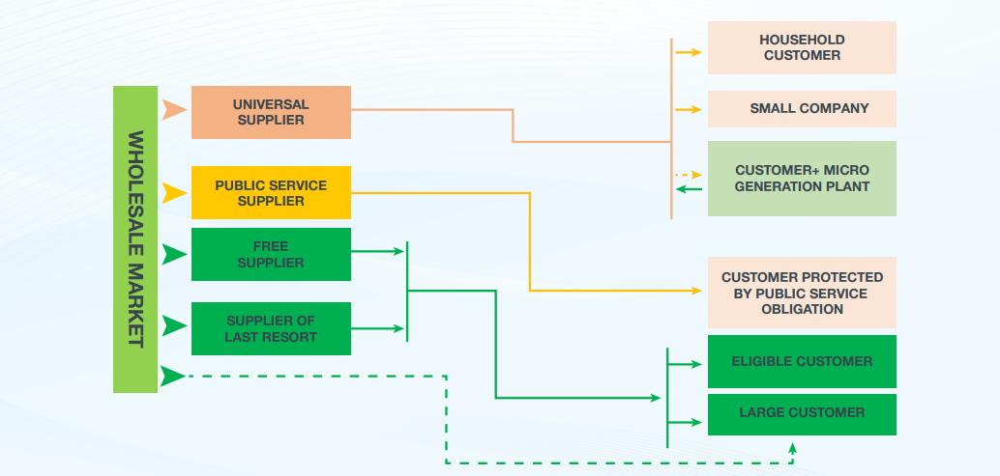 WHOLESALE MARKET
UNIVERSAL
SUPPLIER
PUBLIC SERVICE
SUPPLIER
FREE
SUPPLIER
SUPPLIER OF
LAST RESORT
HOUSEHOLD
CUSTOMER
SMALL COMPANY
CUSTOMER+ MICRO
GENERATION PLANT
CUSTOMER PROTECTED
BY PUBLIC SERVICE
OBLIGATION
ELIGIBLE CUSTOMER
LARGE CUSTOMER